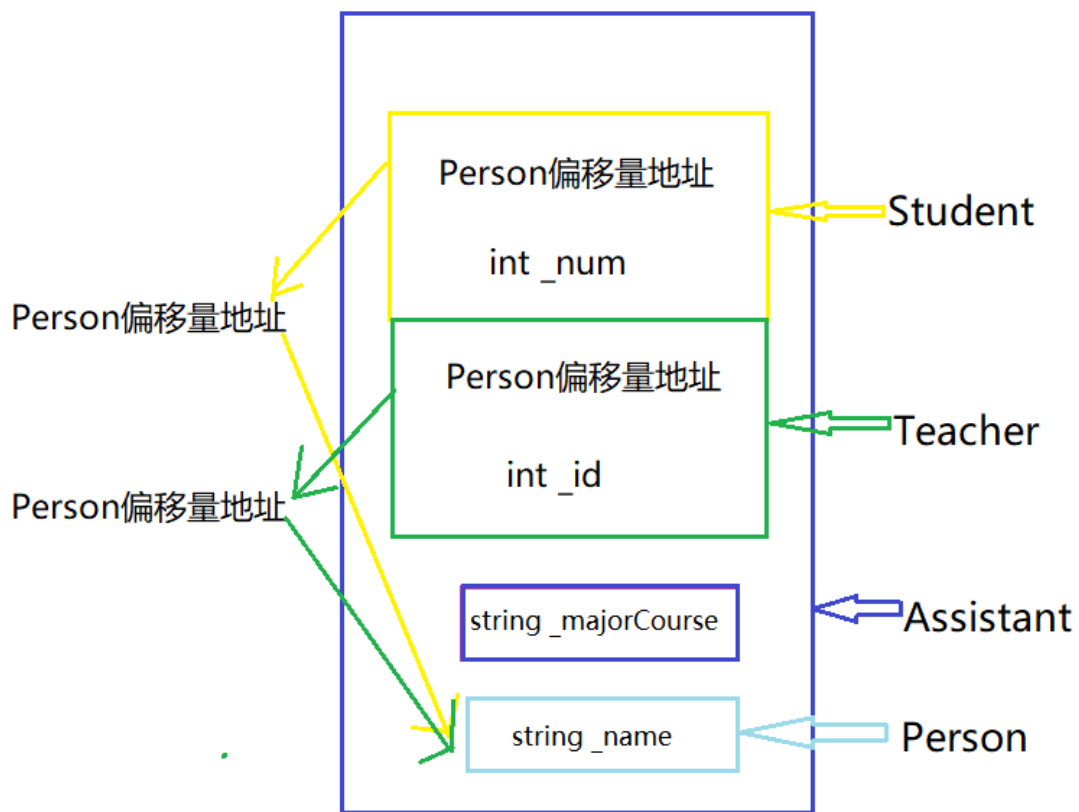 Person偏移量地址
Student
int _num
Person偏移量地址
Person偏移量地址
Teacher
int _id
Person偏移量地址
string _majorCourse
Assistant
string _name
Person